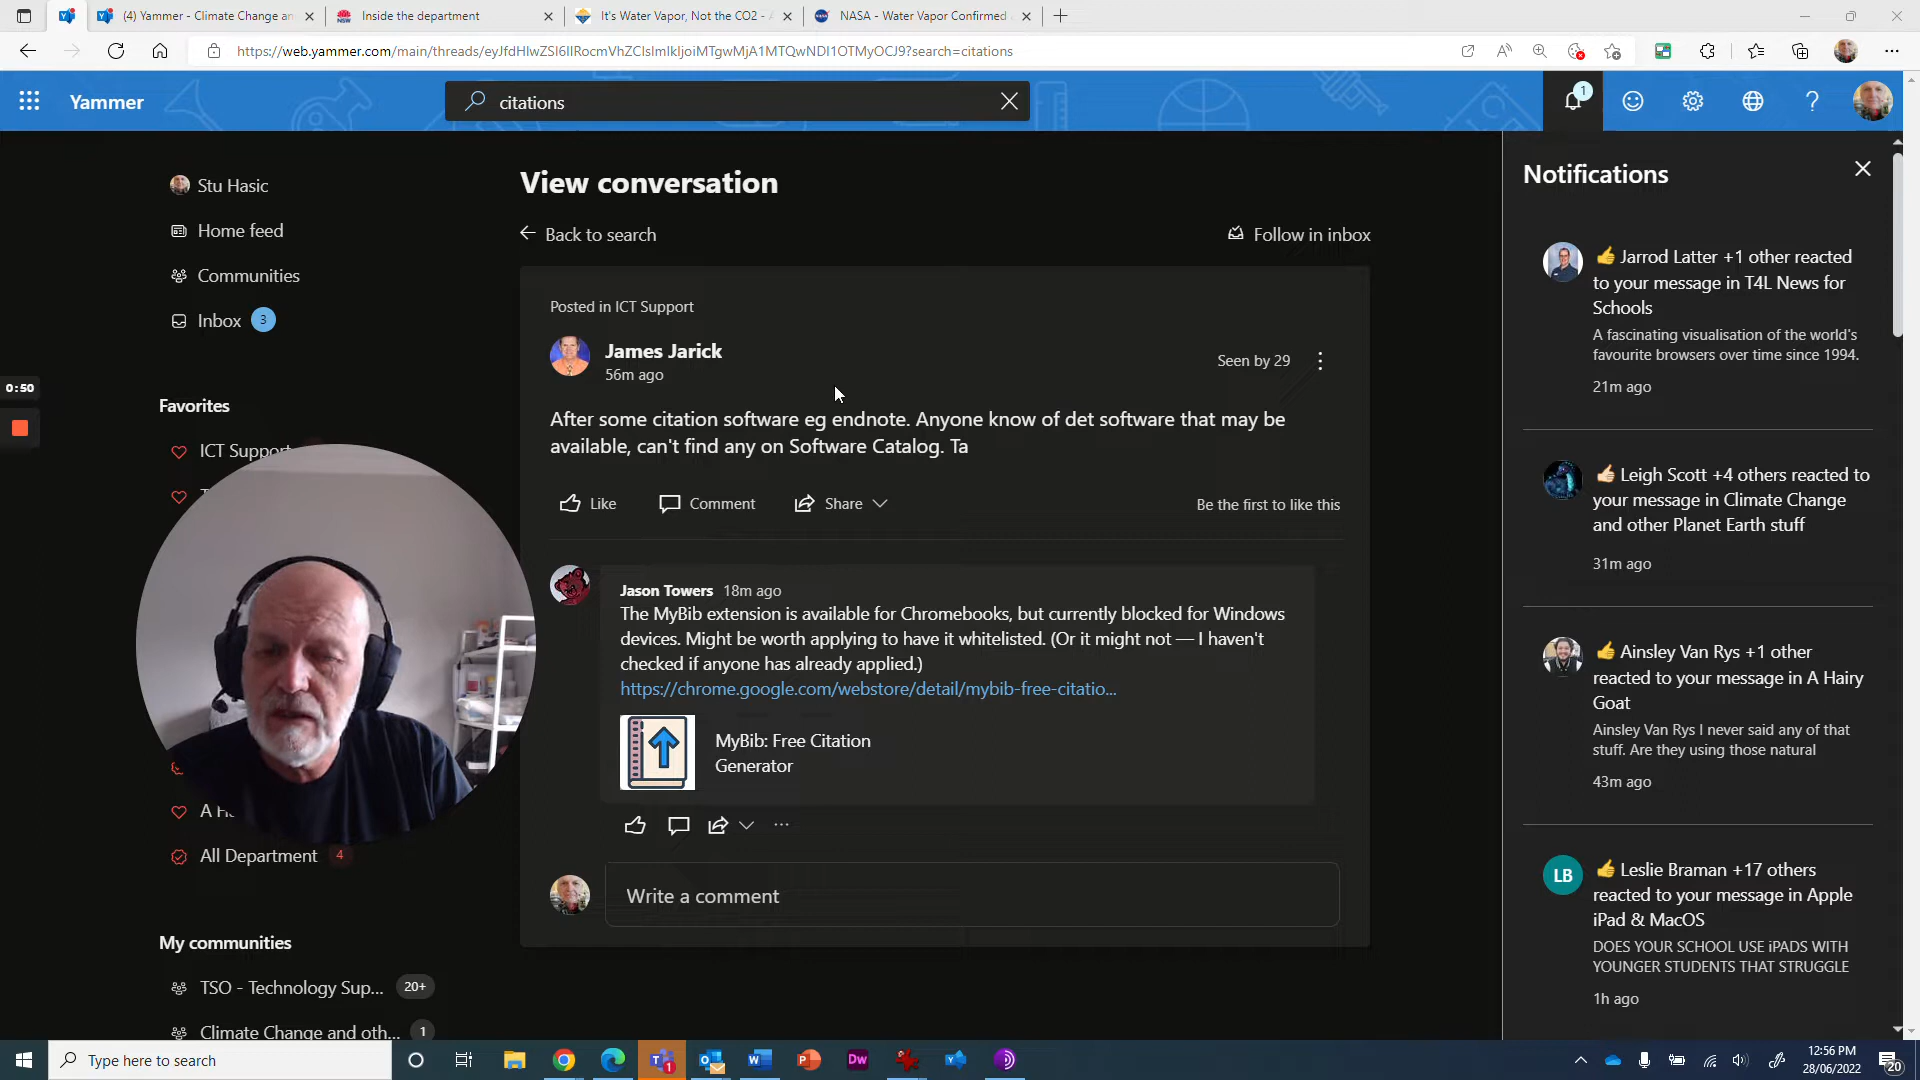 (4) Yammer - Climate Change an
Inside the department
It's Water Vapor, Not the CO2 -
NASA - Water Vapor Confirmed
https://web.yammer.com/main/threads/eyJfdHlwZSI6IlRocmVhZCIsImlkIjoiMTgwMjA1MTQwNDI1OTMyOCJ9?search=citations
Yammer
citations
1
Stu Hasic
Home feed
Communities
Inbox 3
0:50
Favorites
ICT Support
All Department 4
My communities
TSO - Technology Sup... 20+
Climate Change and oth... 1
View conversation
Back to search
Follow in inbox
Posted in ICT Support
James Jarick
56m ago
Seen by 29
After some citation software eg endnote. Anyone know of det software that may be
available, can't find any on Software Catalog. Ta
Like
Comment
Share
Be the first to like this
Jason Towers 18m ago
The MyBib extension is available for Chromebooks, but currently blocked for Windows
devices. Might be worth applying to have it whitelisted. (Or it might not — I haven't
checked if anyone has already applied.)
https://chrome.google.com/webstore/detail/mybib-free-citatio...
MyBib: Free Citation
Generator
Write a comment
Notifications
👍 Jarrod Latter +1 other reacted
to your message in T4L News for
Schools
A fascinating visualisation of the world's
favourite browsers over time since 1994.
21m ago
👍🏻 Leigh Scott +4 others reacted to
your message in Climate Change
and other Planet Earth stuff
31m ago
👍 Ainsley Van Rys +1 other
reacted to your message in A Hairy
Goat
Ainsley Van Rys I never said any of that
stuff. Are they using those natural
43m ago
LB
👍 Leslie Braman +17 others
reacted to your message in Apple
iPad & MacOS
DOES YOUR SCHOOL USE iPADS WITH
YOUNGER STUDENTS THAT STRUGGLE
1h ago
Type here to search
1
Dw
12:56 PM
28/06/2022
20